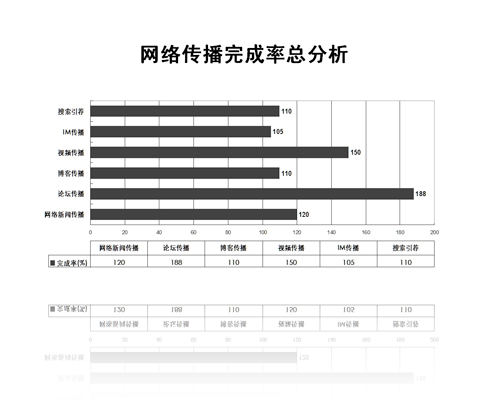 网络传播完成率总分析
搜索引荐 110
IM传播 105
视频传播 150
博客传播 110
论坛传播 188
网络新闻传播 120
0 20 40 60 80 100 120 140 160 180 200
网络新闻传播 论坛传播 博客传播 视频传播 IM传播 搜索引荐
完成率(%) 120 188 110 150 105 110